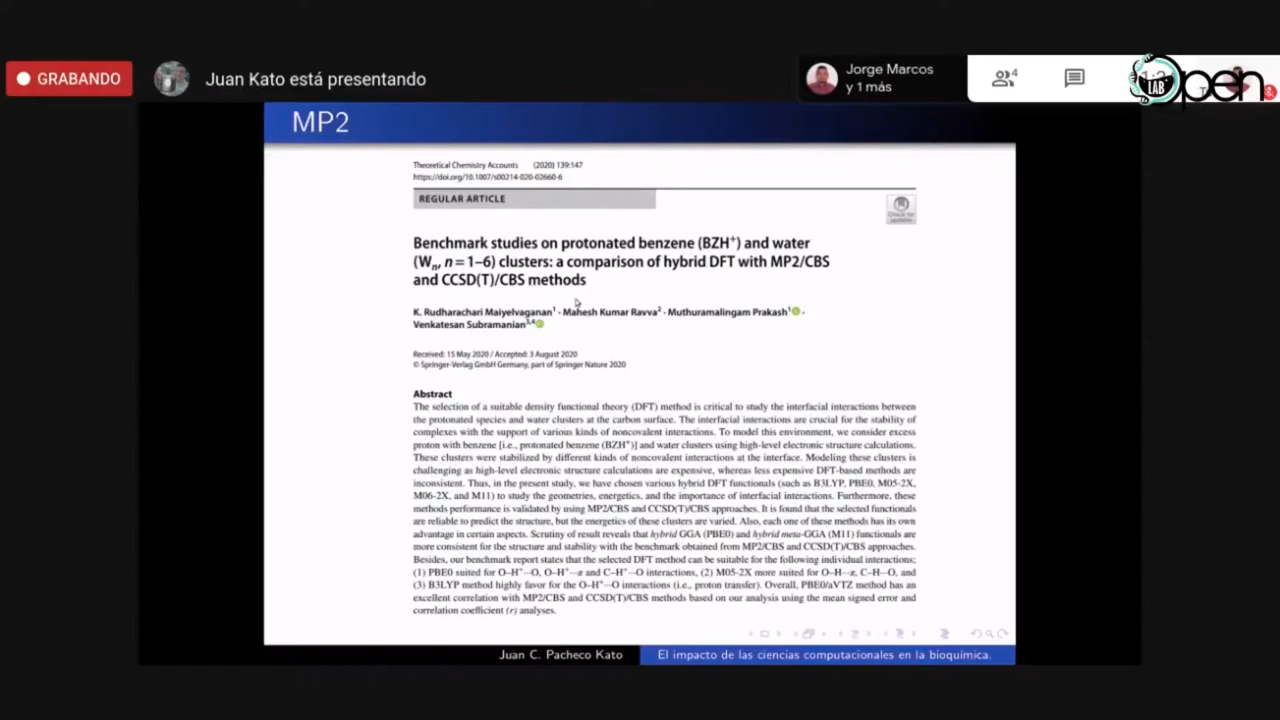 GRABANDO
Juan Kato está presentando
Jorge Marcos
y 1 más
4
LAB
Open
MP2
Theoretical Chemistry Accounts (2020) 139:147
https://doi.org/10.1007/s00214-020-02660-6
REGULAR ARTICLE
Check for
updates
Benchmark studies on protonated benzene (BZH⁺) and water
(Wₙ, n = 1–6) clusters: a comparison of hybrid DFT with MP2/CBS
and CCSD(T)/CBS methods
K. Rudharachari Maiyelvaganan¹ · Mahesh Kumar Ravva² · Muthuramalingam Prakash¹ ·
Venkatesan Subramanian³,⁴
Received: 15 May 2020 / Accepted: 3 August 2020
© Springer-Verlag GmbH Germany, part of Springer Nature 2020
Abstract
The selection of a suitable density functional theory (DFT) method is critical to study the interfacial interactions between
the protonated species and water clusters at the carbon surface. The interfacial interactions are crucial for the stability of
complexes with the support of various kinds of noncovalent interactions. To model this environment, we consider excess
proton with benzene [i.e., protonated benzene (BZH⁺)] and water clusters using high-level electronic structure calculations.
These clusters were stabilized by different kinds of noncovalent interactions at the interface. Modeling these clusters is
challenging as high-level electronic structure calculations are expensive, whereas less expensive DFT-based methods are
inconsistent. Thus, in the present study, we have chosen various hybrid DFT functionals (such as B3LYP, PBE0, M05-2X,
M06-2X, and M11) to study the geometries, energetics, and the importance of interfacial interactions. Furthermore, these
methods performance is validated by using MP2/CBS and CCSD(T)/CBS approaches. It is found that the selected functionals
are reliable to predict the structure, but the energetics of these clusters are varied. Also, each one of these methods has its own
advantage in certain aspects. Scrutiny of result reveals that hybrid GGA (PBE0) and hybrid meta-GGA (M11) functionals are
more consistent for the structure and stability with the benchmark obtained from MP2/CBS and CCSD(T)/CBS approaches.
Besides, our benchmark report states that the selected DFT method can be suitable for the following individual interactions;
(1) PBE0 suited for O–H⁺···O, O–H⁺···π and C–H⁺···O interactions, (2) M05-2X more suited for O–H···π, C–H···O, and
(3) B3LYP method highly favor for the O–H⁺···O interactions (i.e., proton transfer). Overall, PBE0/aVTZ method has an
excellent correlation with MP2/CBS and CCSD(T)/CBS methods based on our analysis using the mean signed error and
correlation coefficient (r) analyses.
Juan C. Pacheco Kato
El impacto de las ciencias computacionales en la bioquímica.